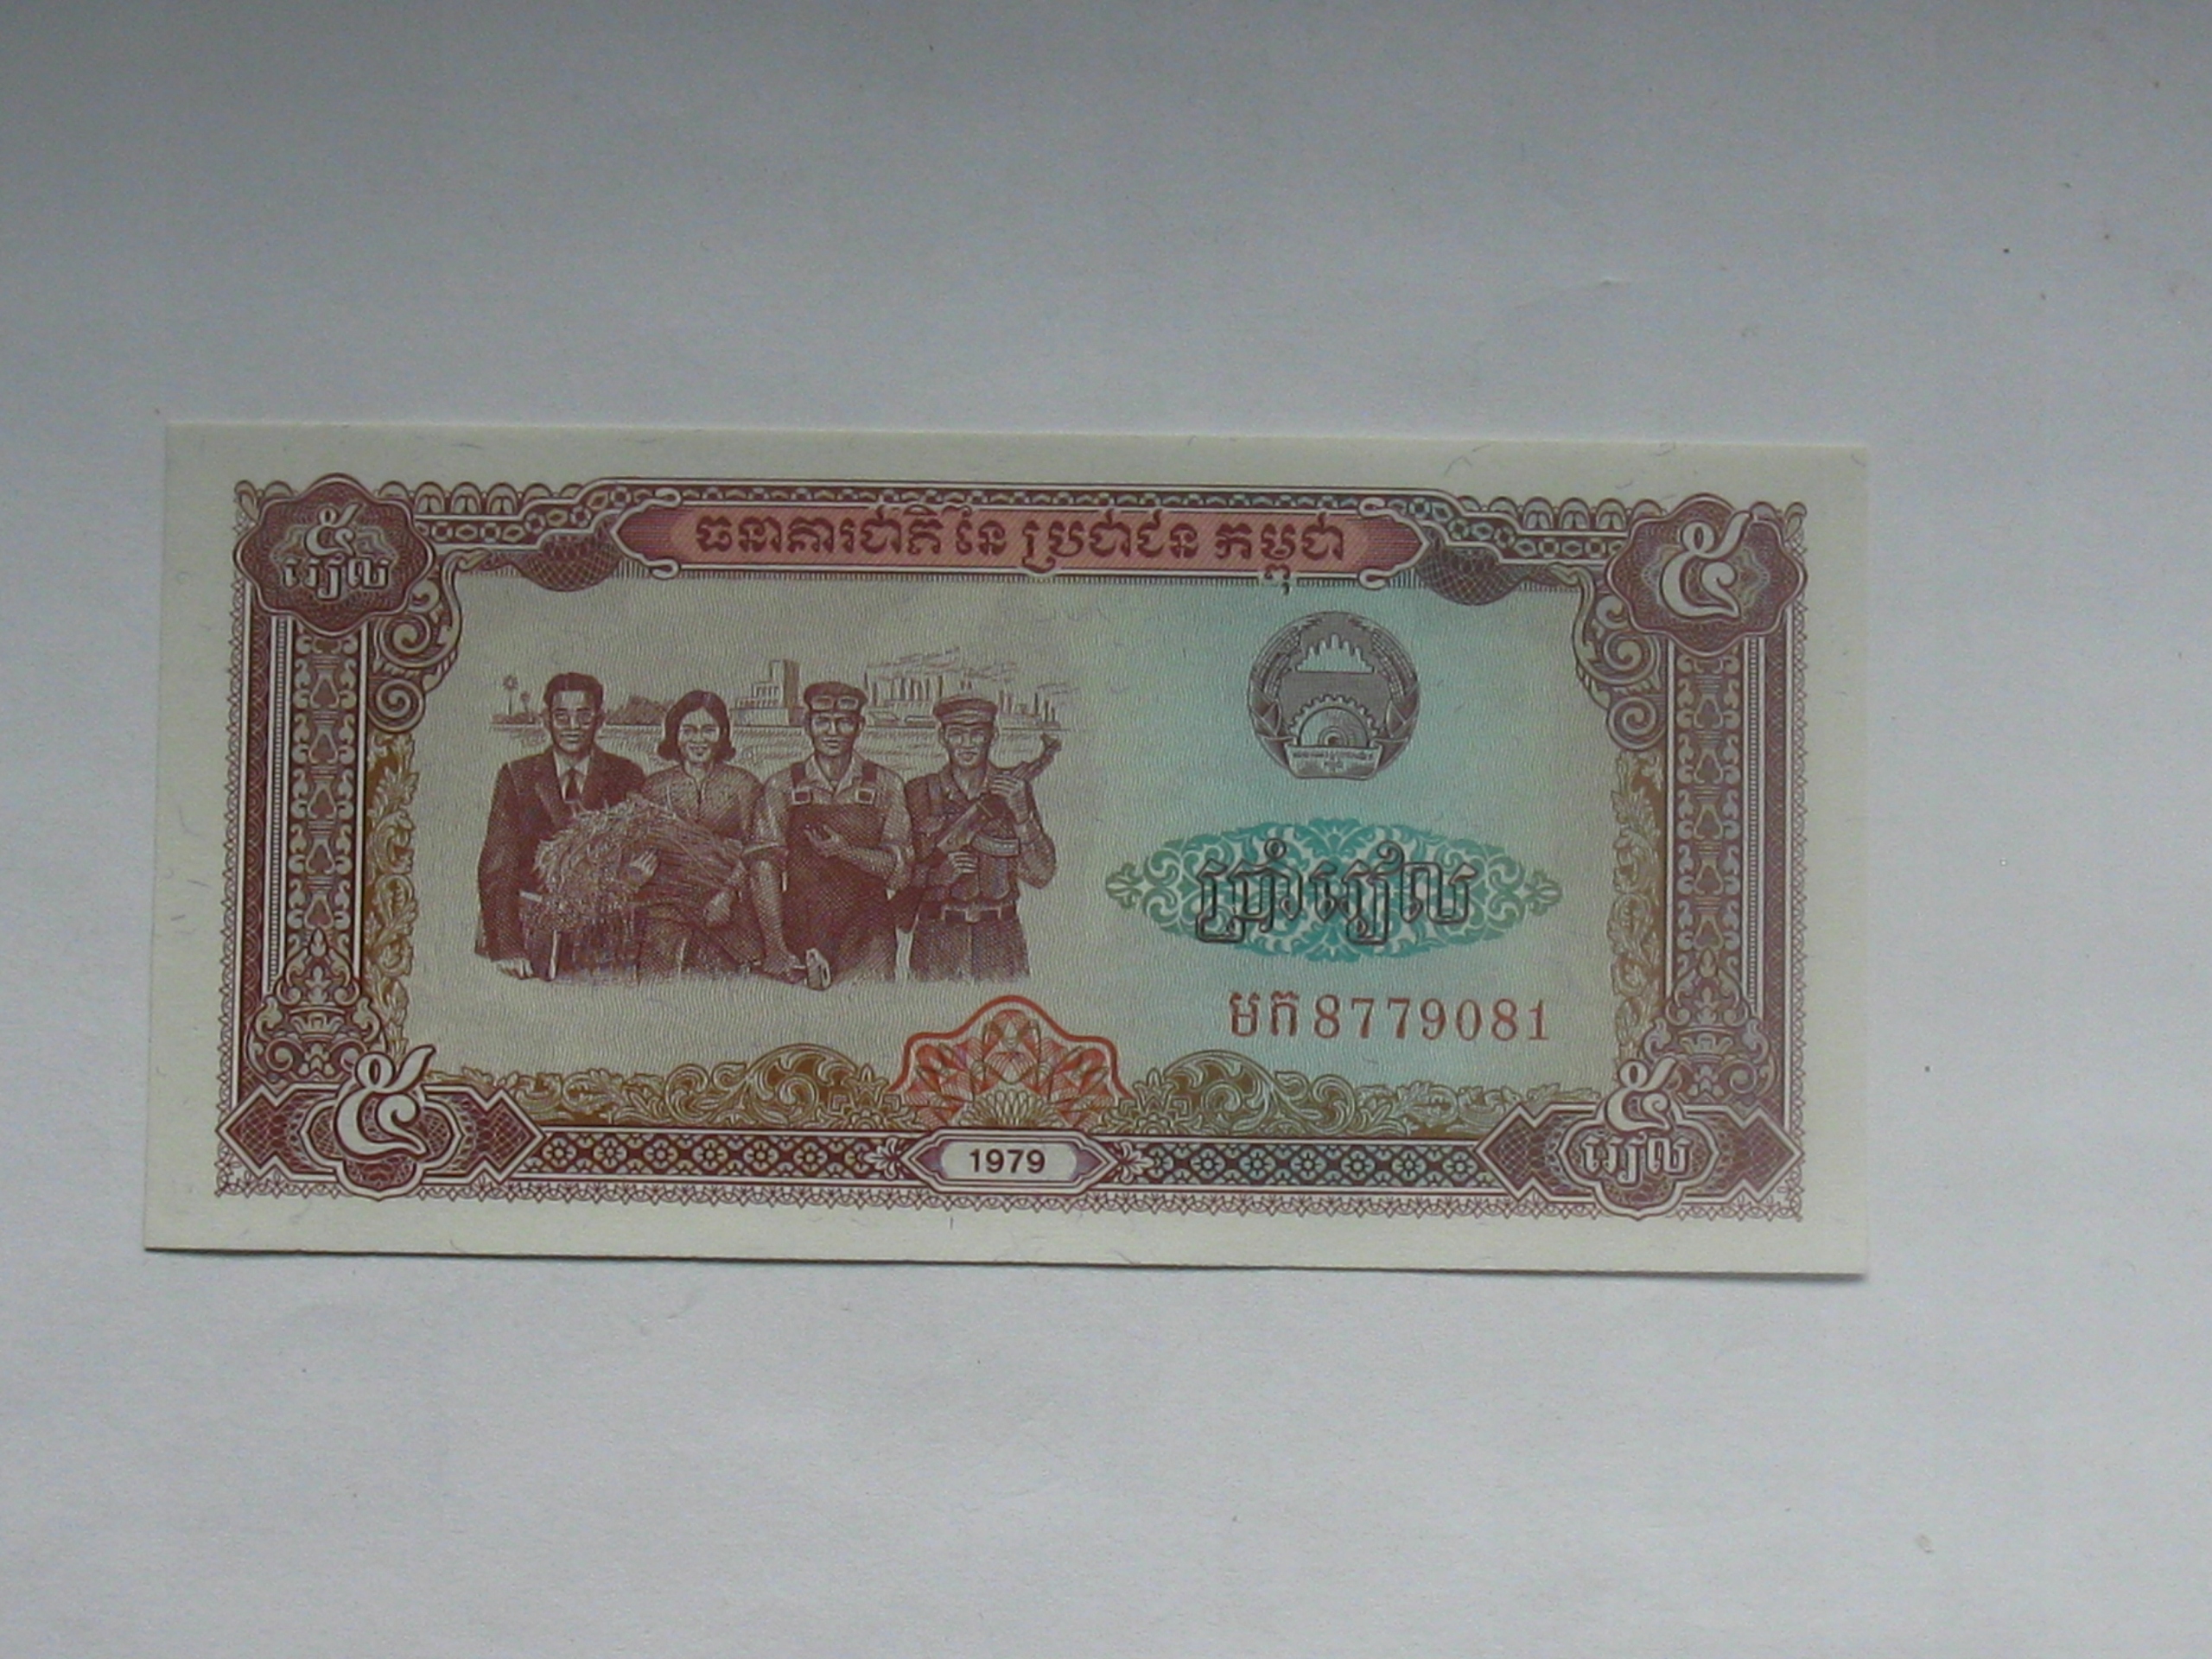 ធនាគារជាតិ នៃ ប្រជាជន កម្ពុជា
៥
រៀល
៥
ប្រាំរៀល
មក 8779081
៥
1979
៥
រៀល